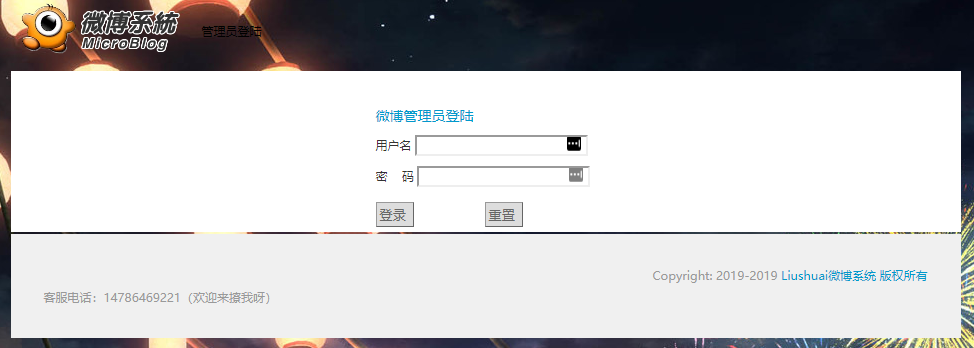 微博系統
MicroBlog
管理员登陆
微博管理员登陆
用户名
密 码
登录 重置
Copyright: 2019-2019 Liushuai微博系统 版权所有
客服电话：14786469221（欢迎来撩我呀）